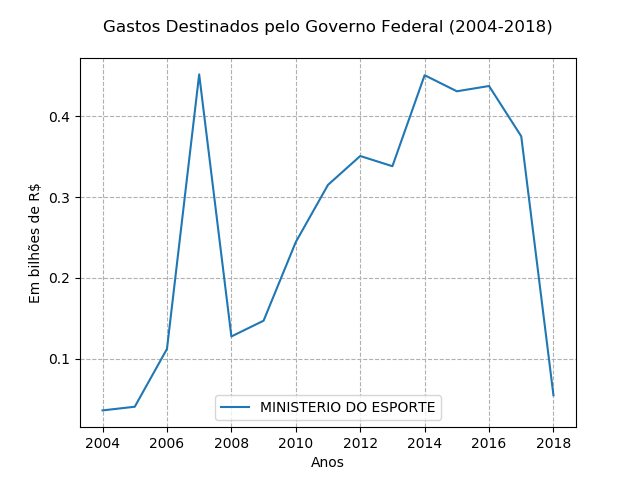 Gastos Destinados pelo Governo Federal (2004-2018)
Em bilhões de R$
0.4
0.3
0.2
0.1
MINISTERIO DO ESPORTE
2004 2006 2008 2010 2012 2014 2016 2018
Anos